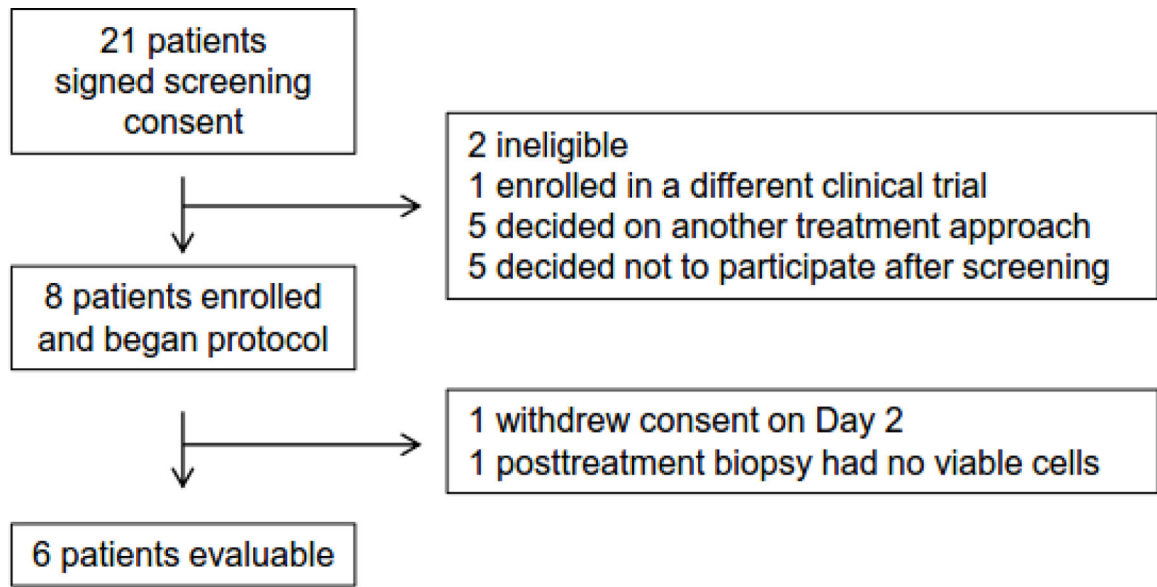 21 patients
signed screening
consent
2 ineligible
1 enrolled in a different clinical trial
5 decided on another treatment approach
5 decided not to participate after screening
8 patients enrolled
and began protocol
1 withdrew consent on Day 2
1 posttreatment biopsy had no viable cells
6 patients evaluable